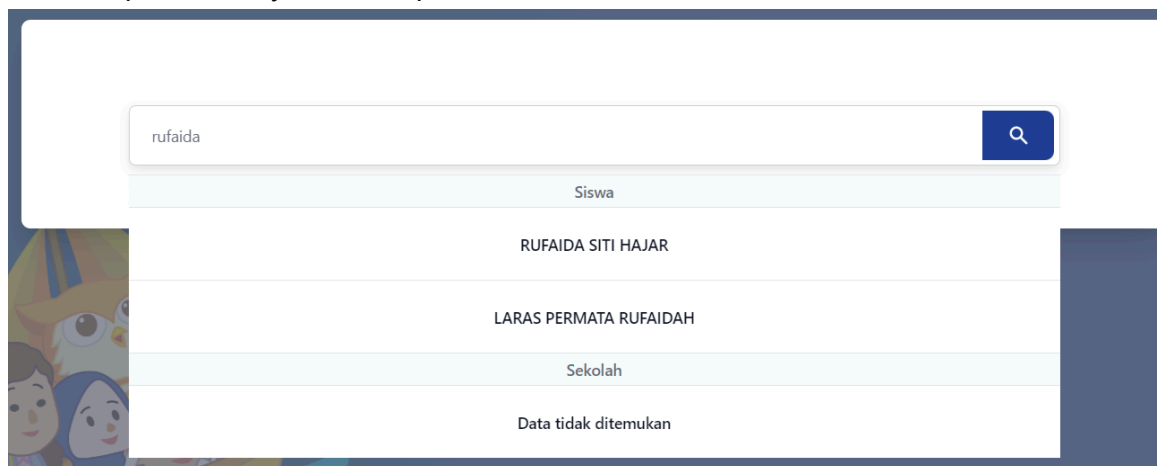 rufaida
Siswa
RUFAIDA SITI HAJAR
LARAS PERMATA RUFAIDAH
Sekolah
Data tidak ditemukan